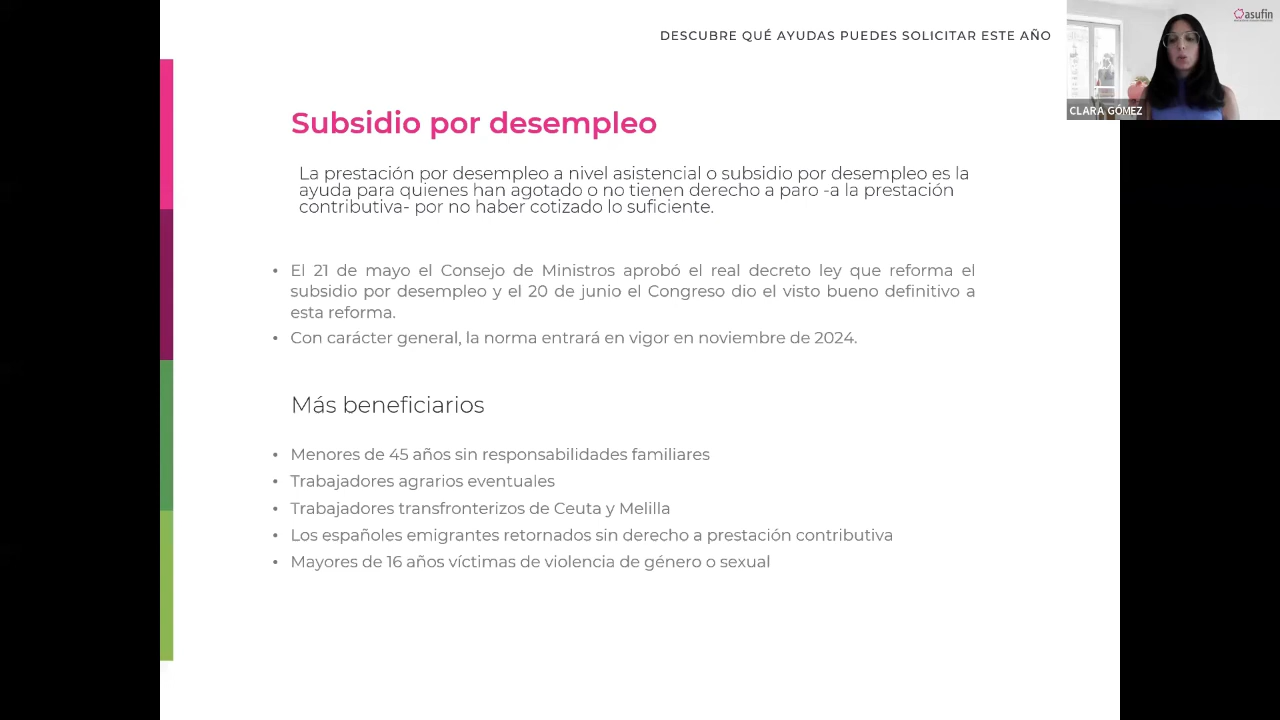 DESCUBRE QUÉ AYUDAS PUEDES SOLICITAR ESTE AÑO
asufin
CLARA GÓMEZ
Subsidio por desempleo
La prestación por desempleo a nivel asistencial o subsidio por desempleo es la
ayuda para quienes han agotado o no tienen derecho a paro -a la prestación
contributiva- por no haber cotizado lo suficiente.
• El 21 de mayo el Consejo de Ministros aprobó el real decreto ley que reforma el
subsidio por desempleo y el 20 de junio el Congreso dio el visto bueno definitivo a
esta reforma.
• Con carácter general, la norma entrará en vigor en noviembre de 2024.
Más beneficiarios
• Menores de 45 años sin responsabilidades familiares
• Trabajadores agrarios eventuales
• Trabajadores transfronterizos de Ceuta y Melilla
• Los españoles emigrantes retornados sin derecho a prestación contributiva
• Mayores de 16 años víctimas de violencia de género o sexual